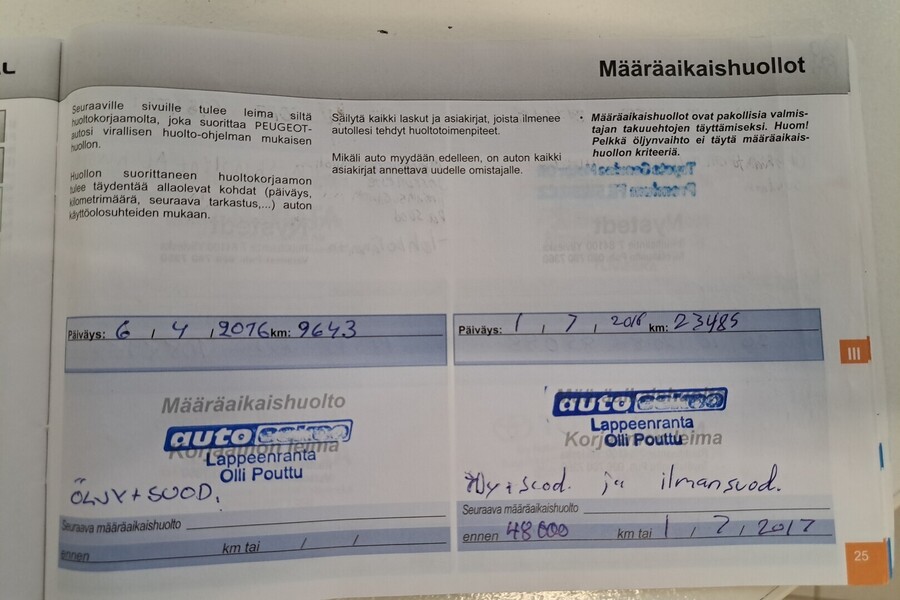 Määräaikaishuollot
Seuraaville sivuille tulee leima siltä
huoltokorjaamolta, joka suorittaa PEUGEOT-
autosi virallisen huolto-ohjelman mukaisen
huollon.
Huollon suorittaneen huoltokorjaamon
tulee täydentää allaolevat kohdat (päiväys,
kilometrimäärä, seuraava tarkastus,...) auton
käyttöolosuhteiden mukaan.
Säilytä kaikki laskut ja asiakirjat, joista ilmenee
autollesi tehdyt huoltotoimenpiteet.
Mikäli auto myydään edelleen, on auton kaikki
asiakirjat annettava uudelle omistajalle.
• Määräaikaishuollot ovat pakollisia valmis-
tajan takuuehtojen täyttämiseksi. Huom!
Pelkkä öljynvaihto ei täytä määräaikais-
huollon kriteeriä.
Päiväys: 6 / 4 / 2016 km: 9643
Määräaikaishuolto
auto
Korjaamon leima
Lappeenranta
Olli Pouttu
ÖLJY + SUOD.
Seuraava määräaikaishuolto
ennen km tai / /
Päiväys: 1 / 7 / 2016 km: 23485
Määräaikaishuolto
auto
Lappeenranta
Korjaamon leima
Olli Pouttu
Öljy + suod. ja ilmansuod.
Seuraava määräaikaishuolto
ennen 48000 km tai 1 / 7 / 2017
III
25